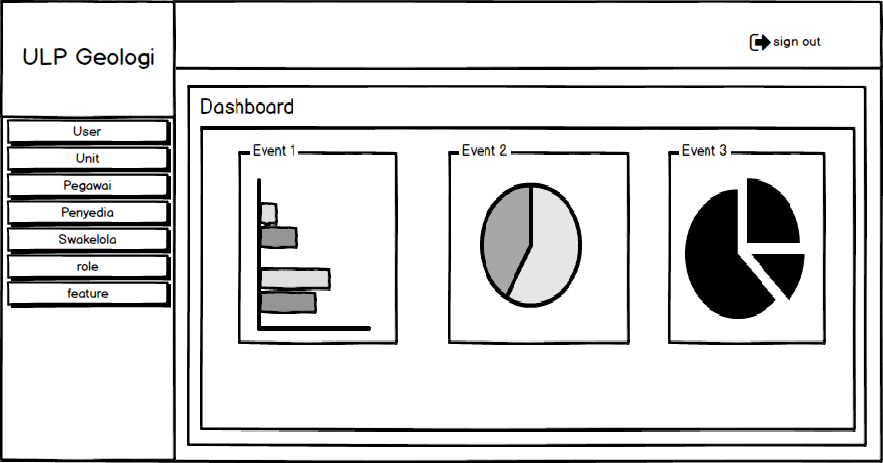 ULP Geologi
sign out
User
Unit
Pegawai
Penyedia
Swakelola
role
feature
Dashboard
Event 1
Event 2
Event 3